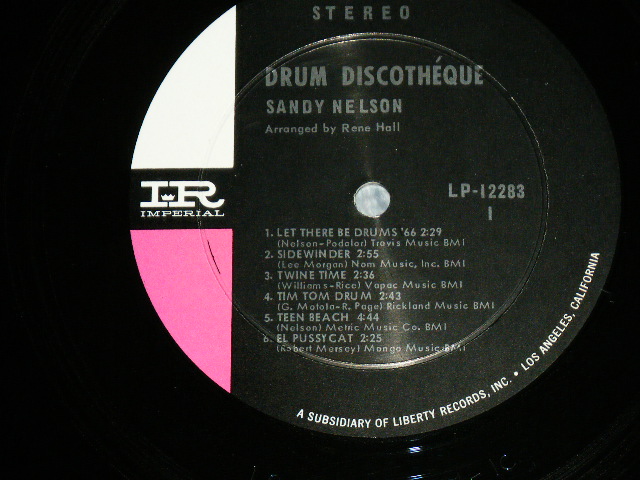 STEREO
DRUM DISCOTHÉQUE
SANDY NELSON
Arranged by Rene Hall
IR
IMPERIAL
LP-12283
1
1. LET THERE BE DRUMS '66 2:29
(Nelson-Podolor) Travis Music BMI
2. SIDEWINDER 2:55
(Lee Morgan) Nom Music, Inc. BMI
3. TWINE TIME 2:36
(Williams-Rice) Vapac Music BMI
4. TIM TOM DRUM 2:43
(G. Matola-R. Page) Rickland Music BMI
5. TEEN BEACH 4:44
(Nelson) Metric Music Co. BMI
6. EL PUSSYCAT 2:25
(Robert Mersey) Mongo Music BMI
A SUBSIDIARY OF LIBERTY RECORDS, INC. • LOS ANGELES, CALIFORNIA